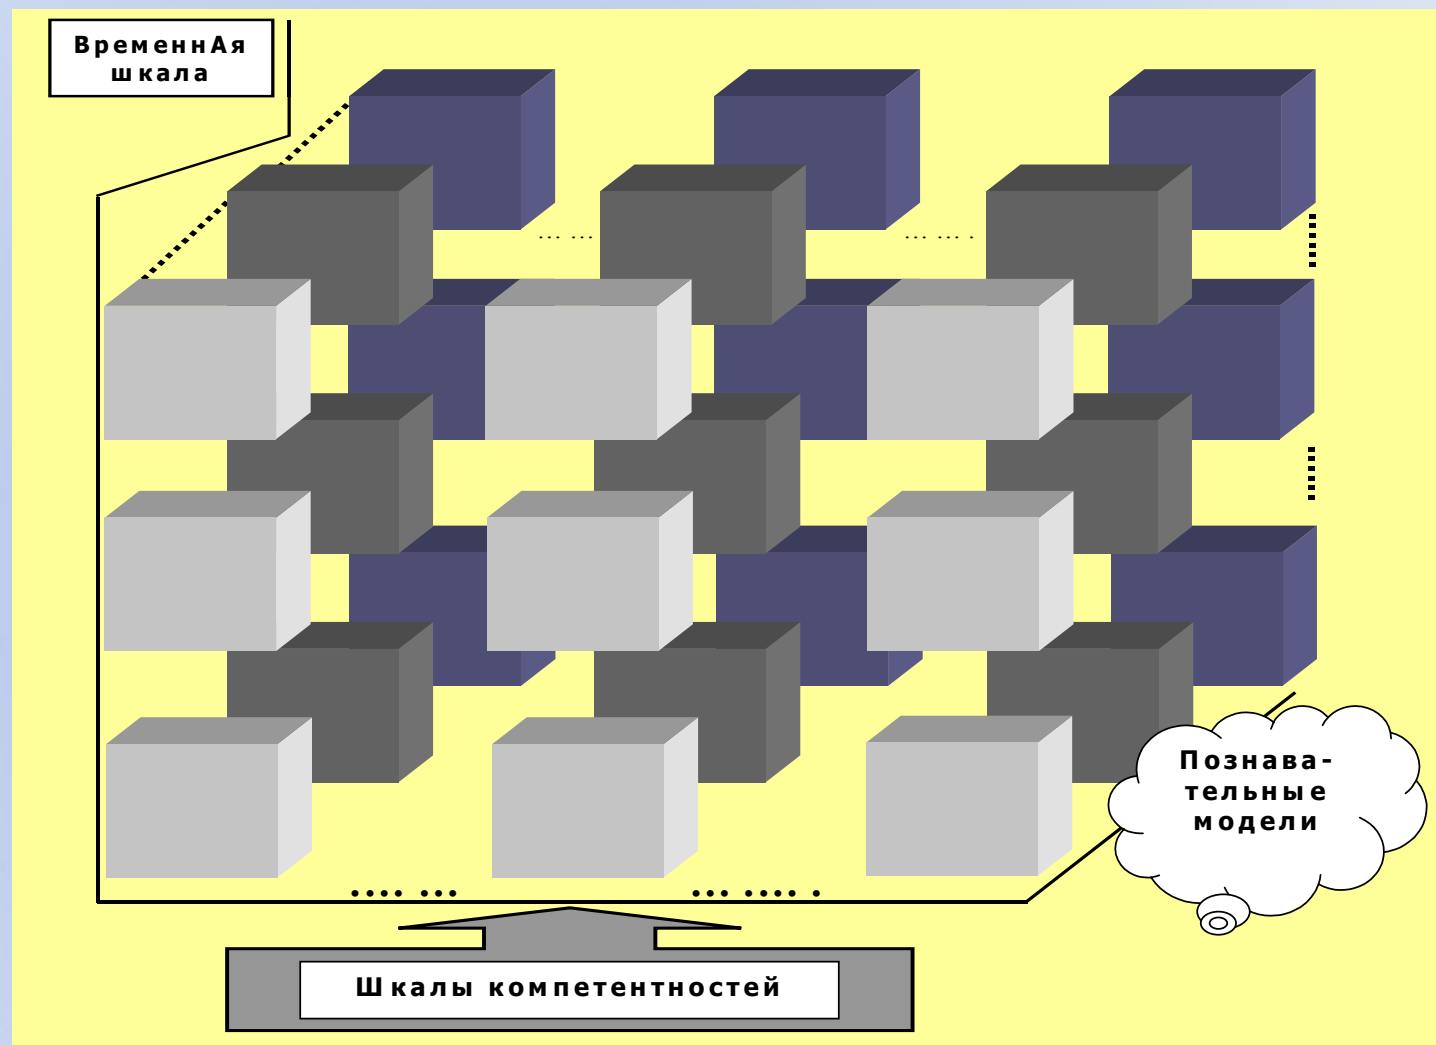 ВременнАя
шкала
Познава-
тельные
модели
Шкалы компетентностей